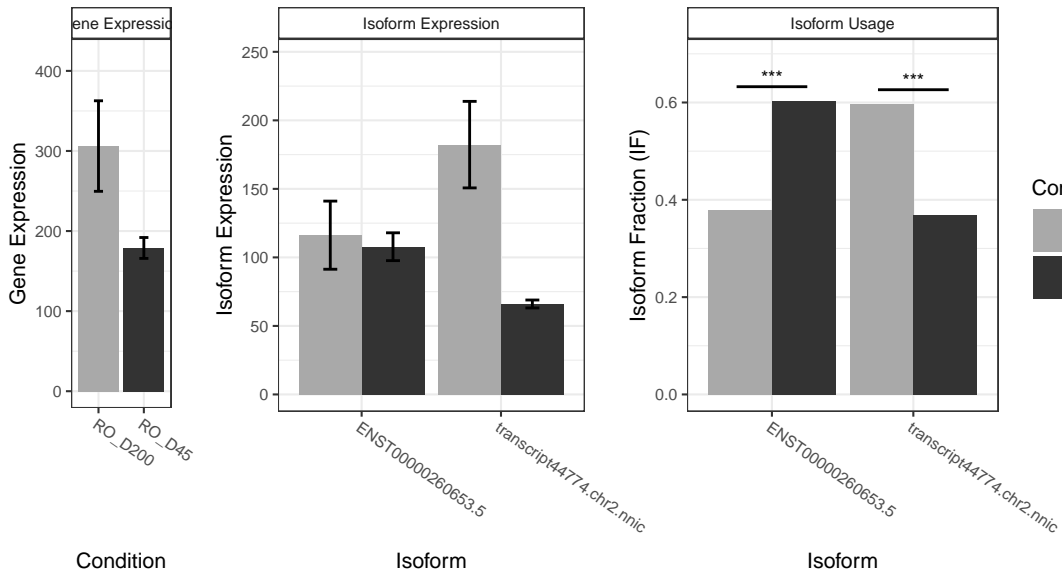 ene Expressio
Gene Expression
400
300
200
100
0
RO_D200
RO_D45
Condition
Isoform Expression
Isoform Expression
250
200
150
100
50
0
ENST00000260653.5
transcript44774.chr2.nnic
Isoform
Isoform Usage
Isoform Fraction (IF)
0.6
0.4
0.2
0.0
***
***
ENST00000260653.5
transcript44774.chr2.nnic
Isoform
Con